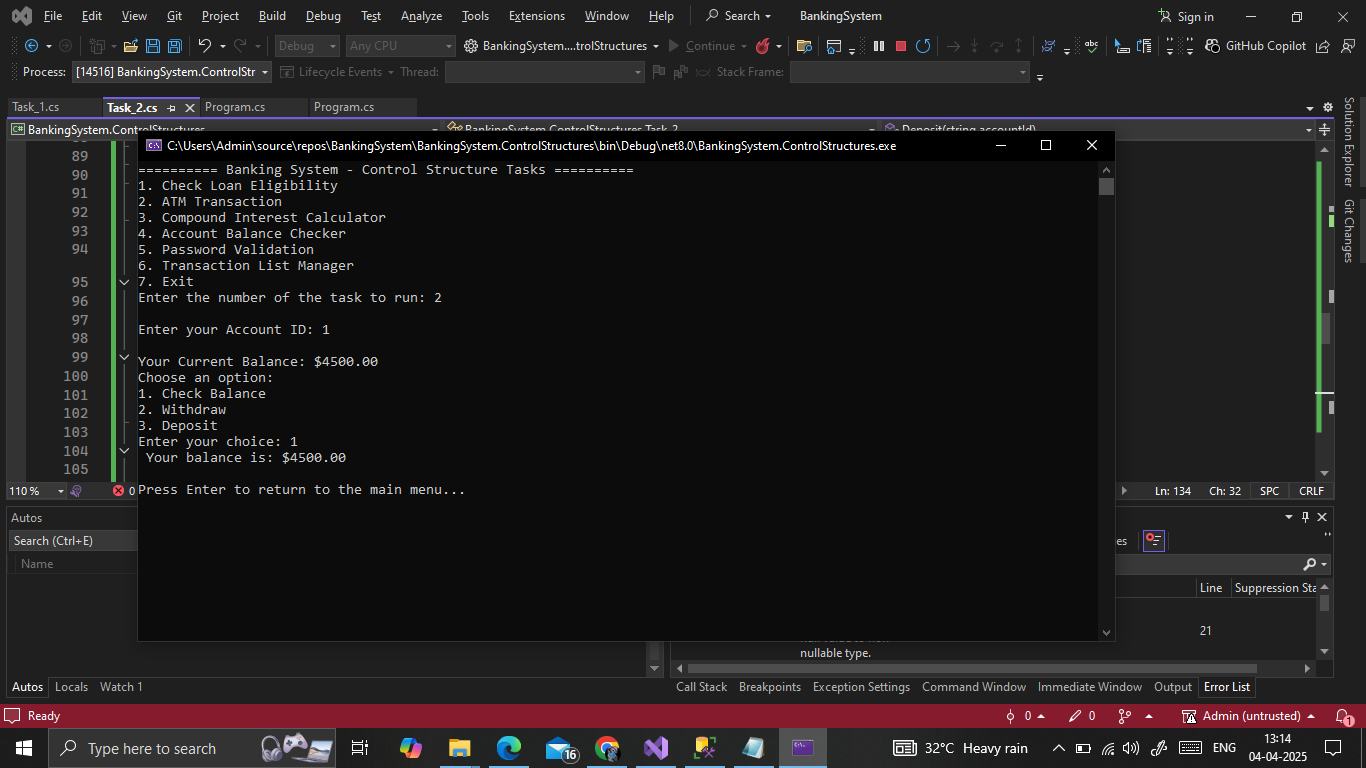 File Edit View Git Project Build Debug Test Analyze Tools Extensions Window Help Search BankingSystem Sign in
Debug Any CPU BankingSystem....trolStructures Continue GitHub Copilot
Process: [14516] BankingSystem.ControlStr Lifecycle Events Thread: Stack Frame:
Task_1.cs Task_2.cs Program.cs Program.cs
BankingSystem.ControlStructures BankingSystem.ControlStructures.Task_2 Deposit(string accountId)
C:\Users\Admin\source\repos\BankingSystem\BankingSystem.ControlStructures\bin\Debug\net8.0\BankingSystem.ControlStructures.exe
========== Banking System - Control Structure Tasks ==========
1. Check Loan Eligibility
2. ATM Transaction
3. Compound Interest Calculator
4. Account Balance Checker
5. Password Validation
6. Transaction List Manager
7. Exit
Enter the number of the task to run: 2
Enter your Account ID: 1
Your Current Balance: $4500.00
Choose an option:
1. Check Balance
2. Withdraw
3. Deposit
Enter your choice: 1
Your balance is: $4500.00
Press Enter to return to the main menu...
89
90
91
92
93
94
95
96
97
98
99
100
101
102
103
104
105
Solution Explorer
Git Changes
110 % 0 Ln: 134 Ch: 32 SPC CRLF
Autos
Search (Ctrl+E)
Name
es
Line Suppression Sta
21
nullable type.
Autos Locals Watch 1
Call Stack Breakpoints Exception Settings Command Window Immediate Window Output Error List
Ready 0 0 Admin (untrusted) 1
Type here to search 16 32°C Heavy rain ENG 13:14
04-04-2025